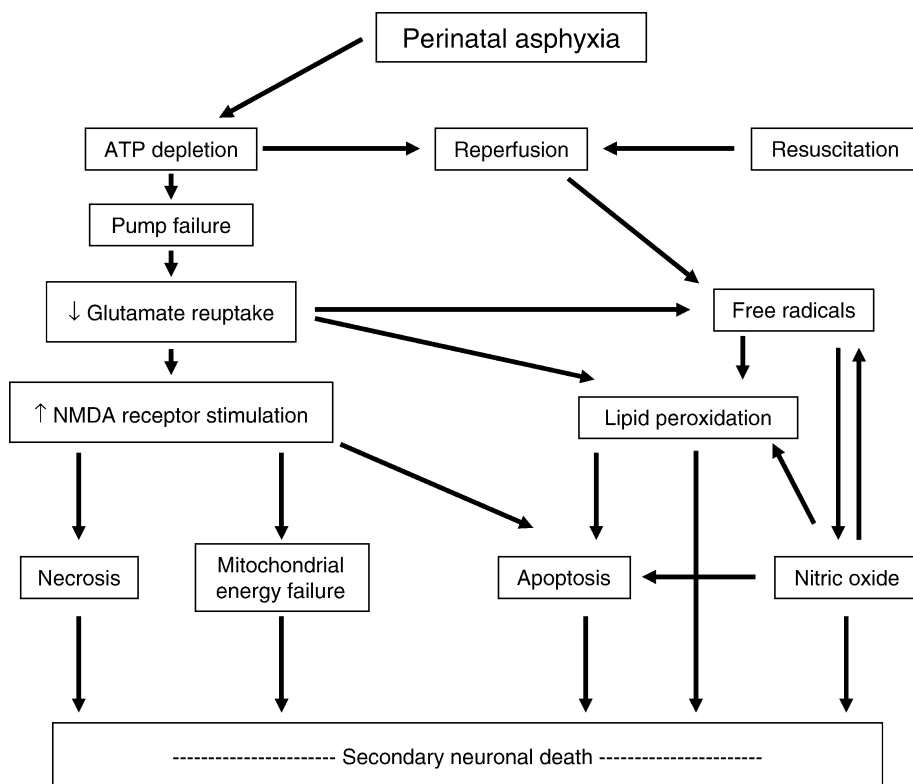 Perinatal asphyxia
ATP depletion
Reperfusion
Resuscitation
Pump failure
↓ Glutamate reuptake
Free radicals
↑ NMDA receptor stimulation
Lipid peroxidation
Necrosis
Mitochondrial
energy failure
Apoptosis
Nitric oxide
------------------ Secondary neuronal death ------------------